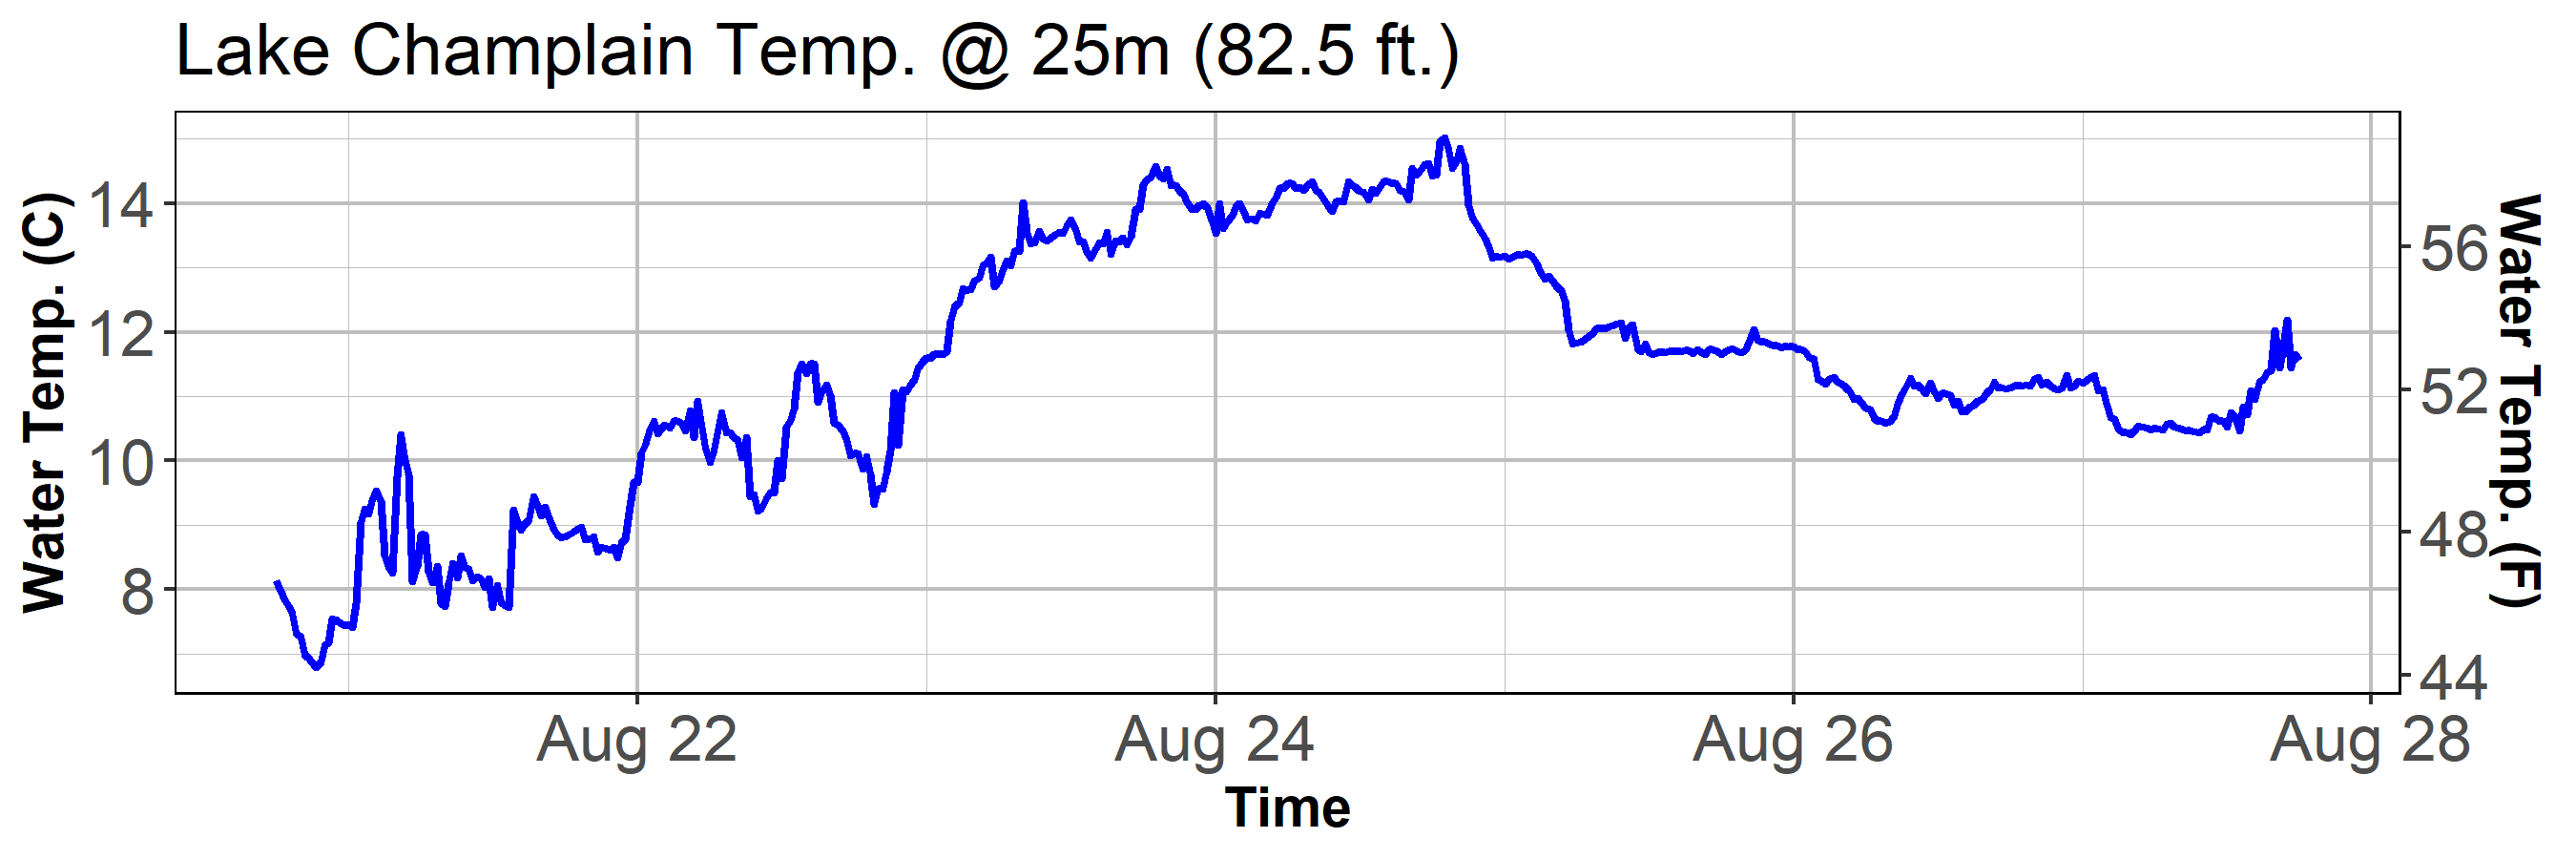 Lake Champlain Temp. @ 25m (82.5 ft.)
Water Temp. (C)
14
12
10
8
56
52
48
44
Water Temp. (F)
Aug 22
Aug 24
Aug 26
Aug 28
Time